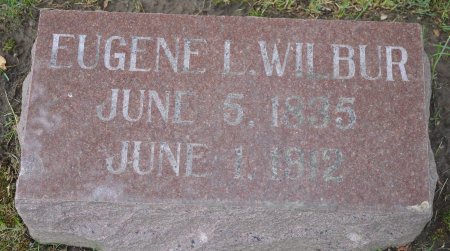 EUGENE L. WILBUR
JUNE 5, 1835
JUNE 1, 1912